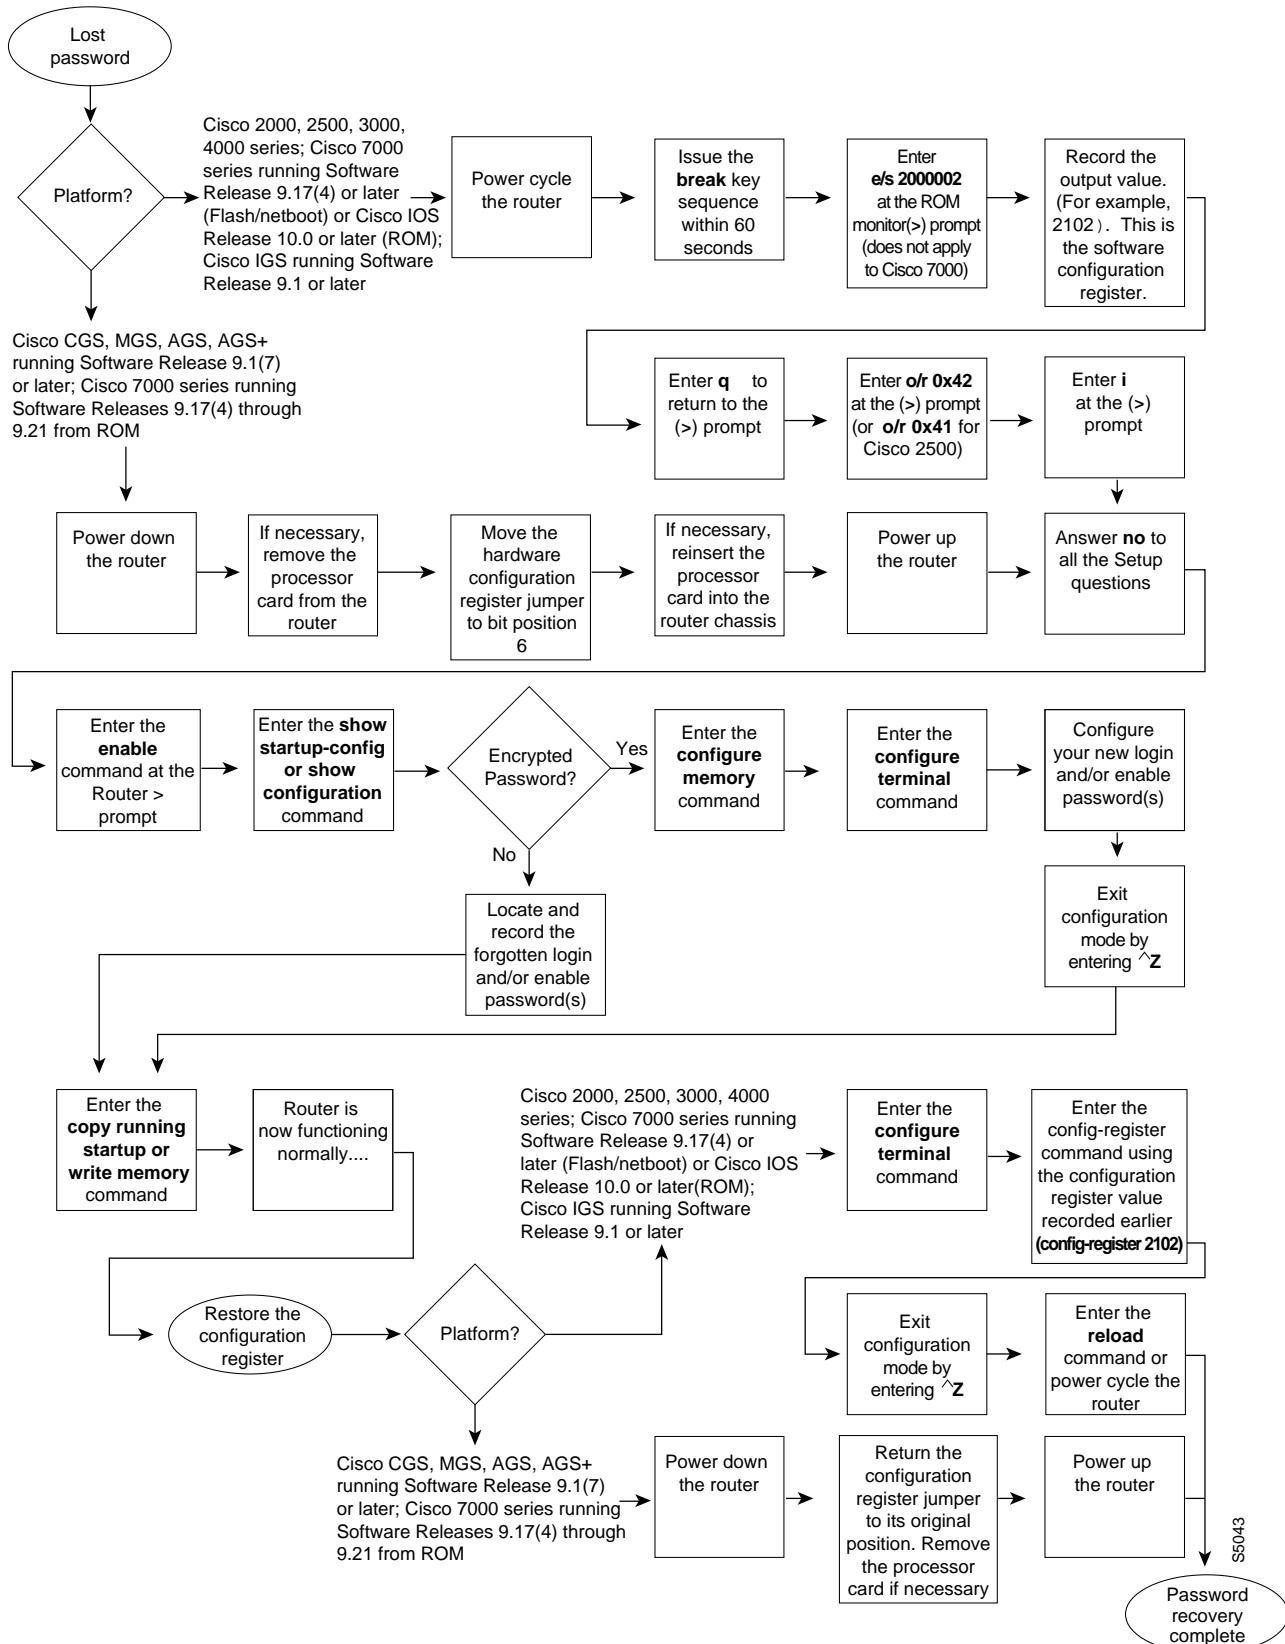 Lost
password
Platform?
Cisco 2000, 2500, 3000,
4000 series; Cisco 7000
series running Software
Release 9.17(4) or later
(Flash/netboot) or Cisco IOS
Release 10.0 or later (ROM);
Cisco IGS running Software
Release 9.1 or later
Power cycle
the router
Issue the
break key
sequence
within 60
seconds
Enter
e/s 2000002
at the ROM
monitor(>) prompt
(does not apply
to Cisco 7000)
Record the
output value.
(For example,
2102). This is
the software
configuration
register.
Cisco CGS, MGS, AGS, AGS+
running Software Release 9.1(7)
or later; Cisco 7000 series running
Software Releases 9.17(4) through
9.21 from ROM
Enter q to
return to the
(>) prompt
Enter o/r 0x42
at the (>) prompt
(or o/r 0x41 for
Cisco 2500)
Enter i
at the (>)
prompt
Power down
the router
If necessary,
remove the
processor
card from the
router
Move the
hardware
configuration
register jumper
to bit position
6
If necessary,
reinsert the
processor
card into the
router chassis
Power up
the router
Answer no to
all the Setup
questions
Enter the
enable
command at the
Router >
prompt
Enter the show
startup-config
or show
configuration
command
Encrypted
Password?
Yes
No
Enter the
configure
memory
command
Enter the
configure
terminal
command
Configure
your new login
and/or enable
password(s)
Locate and
record the
forgotten login
and/or enable
password(s)
Exit
configuration
mode by
entering ^Z
Enter the
copy running
startup or
write memory
command
Router is
now functioning
normally....
Cisco 2000, 2500, 3000, 4000
series; Cisco 7000 series running
Software Release 9.17(4) or
later (Flash/netboot) or Cisco IOS
Release 10.0 or later(ROM);
Cisco IGS running Software
Release 9.1 or later
Enter the
configure
terminal
command
Enter the
config-register
command using
the configuration
register value
recorded earlier
(config-register 2102)
Restore the
configuration
register
Platform?
Exit
configuration
mode by
entering ^Z
Enter the
reload
command or
power cycle the
router
Cisco CGS, MGS, AGS, AGS+
running Software Release 9.1(7)
or later; Cisco 7000 series running
Software Releases 9.17(4) through
9.21 from ROM
Power down
the router
Return the
configuration
register jumper
to its original
position. Remove
the processor
card if necessary
Power up
the router
S5043
Password
recovery
complete